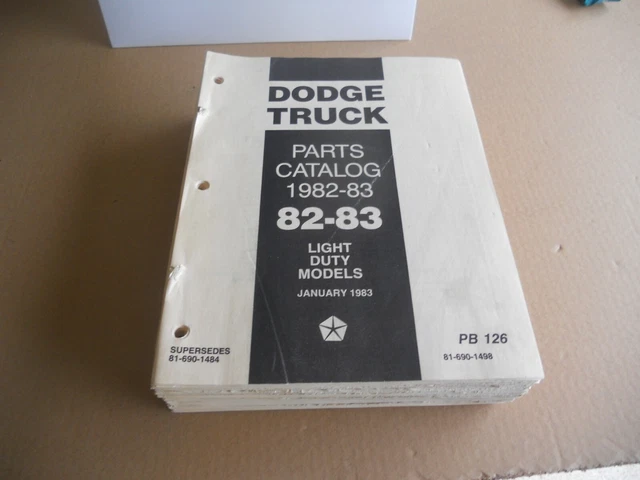 DODGE
TRUCK
PARTS
CATALOG
1982-83
82-83
LIGHT
DUTY
MODELS
JANUARY 1983
SUPERSEDES
81-690-1484
PB 126
81-690-1498